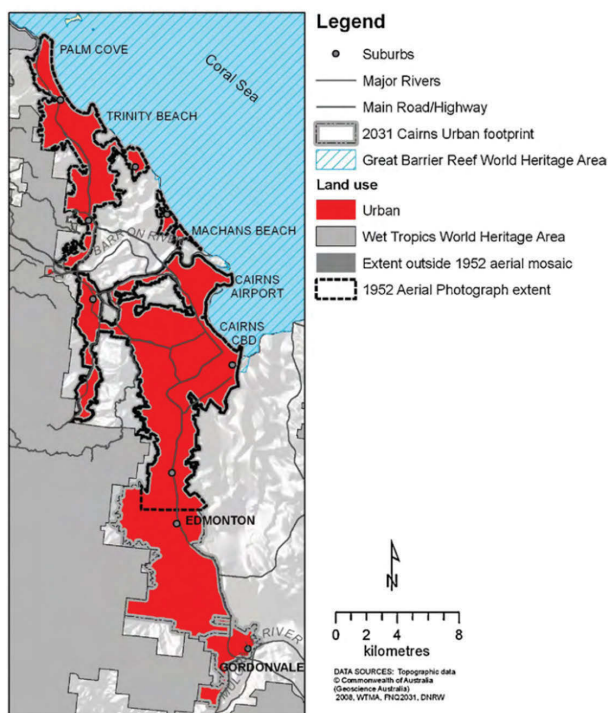 PALM COVE
Coral Sea
TRINITY BEACH
MACHANS BEACH
BARRON RIVER
CAIRNS
AIRPORT
CAIRNS
CBD
EDMONTON
RIVER
GORDONVALE
Legend
Suburbs
Major Rivers
Main Road/Highway
2031 Cairns Urban footprint
Great Barrier Reef World Heritage Area
Land use
Urban
Wet Tropics World Heritage Area
Extent outside 1952 aerial mosaic
1952 Aerial Photograph extent
N
0 2 4 8
kilometres
DATA SOURCES: Topographic data
© Commonwealth of Australia
(Geoscience Australia)
2008, WTMA, FNQ2031, DNRW